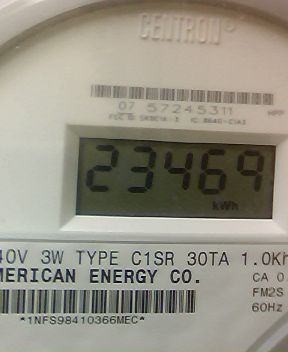 CENTRON®
07 57245311
23469
kWh
40V 3W TYPE C1SR 30TA 1.0Kh
MERICAN ENERGY CO.
CA 0.
FM2S
60Hz
*1NFS98410366MEC*